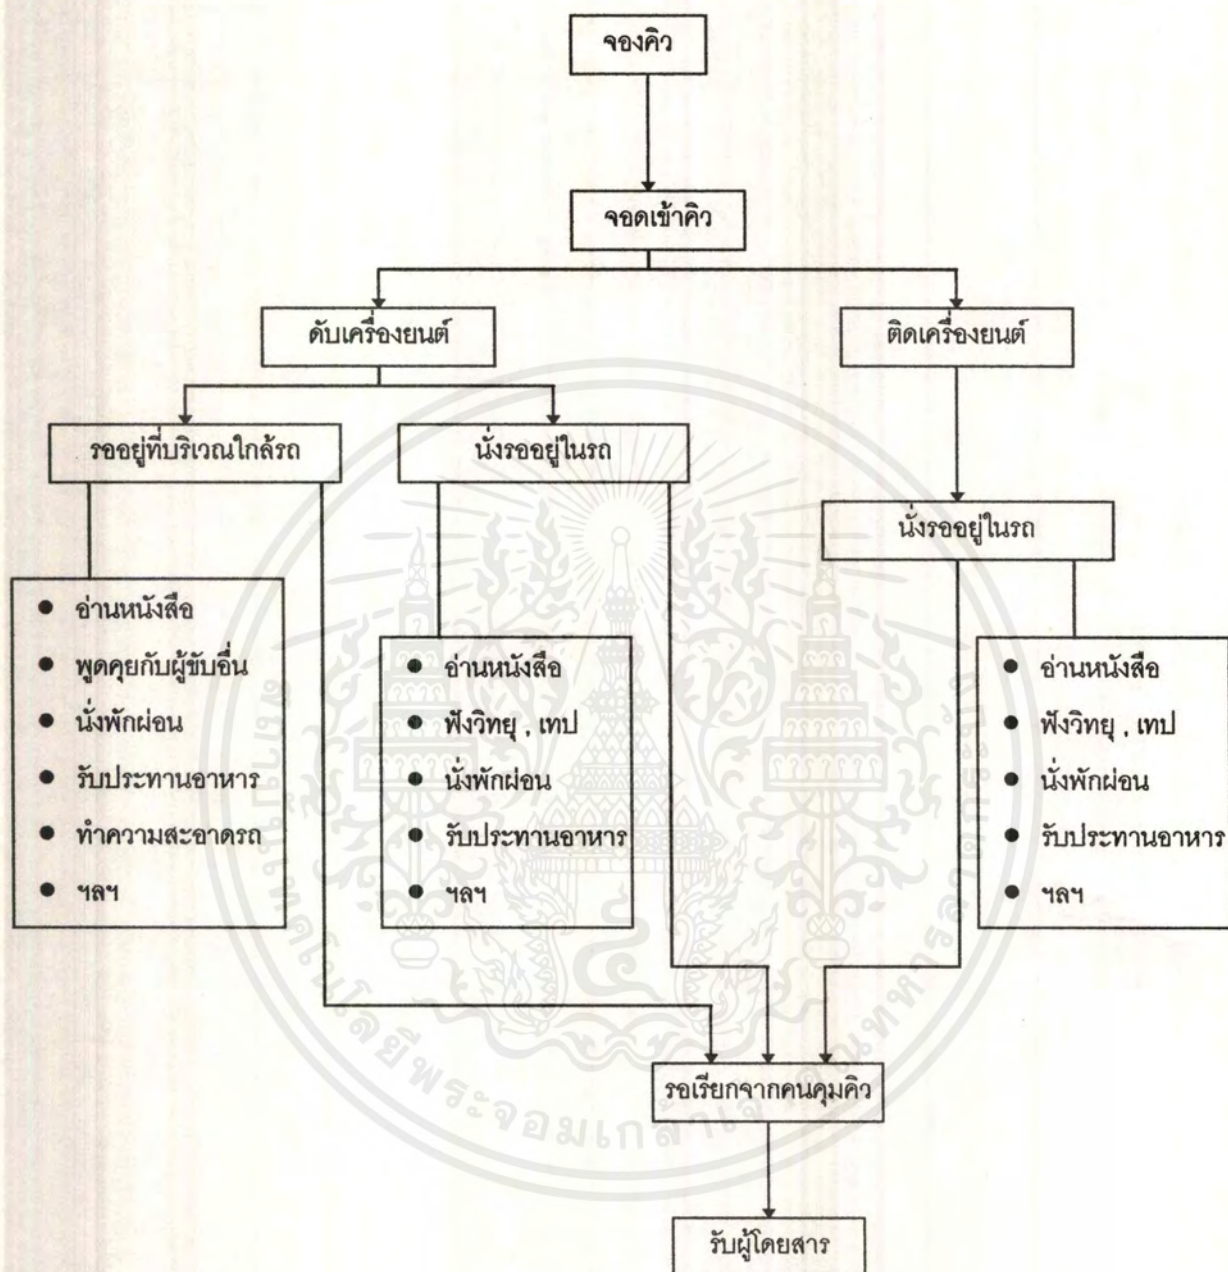 จองคิว
จอดเข้าคิว
ดับเครื่องยนต์
ติดเครื่องยนต์
รออยู่ที่บริเวณใกล้รถ
นั่งรออยู่ในรถ
นั่งรออยู่ในรถ
● อ่านหนังสือ
● พูดคุยกับผู้ขับอื่น
● นั่งพักผ่อน
● รับประทานอาหาร
● ทำความสะอาดรถ
● ฯลฯ
● อ่านหนังสือ
● ฟังวิทยุ , เทป
● นั่งพักผ่อน
● รับประทานอาหาร
● ฯลฯ
● อ่านหนังสือ
● ฟังวิทยุ , เทป
● นั่งพักผ่อน
● รับประทานอาหาร
● ฯลฯ
รอเรียกจากคนคุมคิว
รับผู้โดยสาร